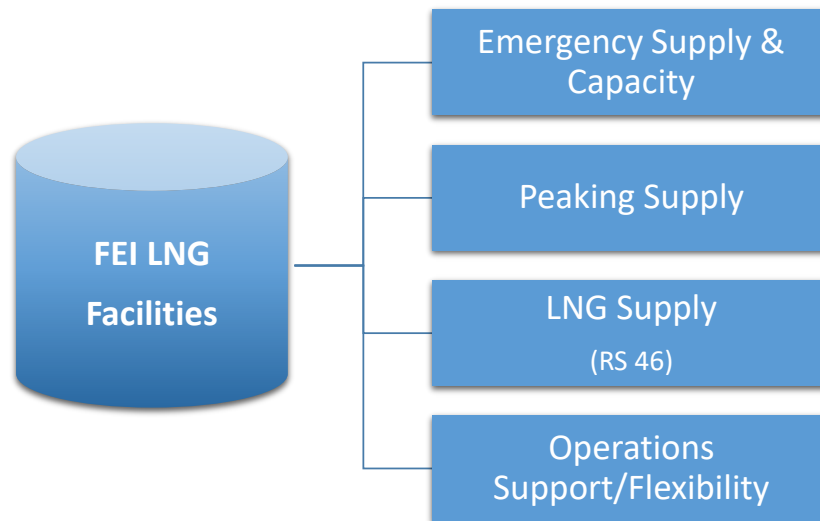 FEI LNG
Facilities
Emergency Supply &
Capacity
Peaking Supply
LNG Supply
(RS 46)
Operations
Support/Flexibility